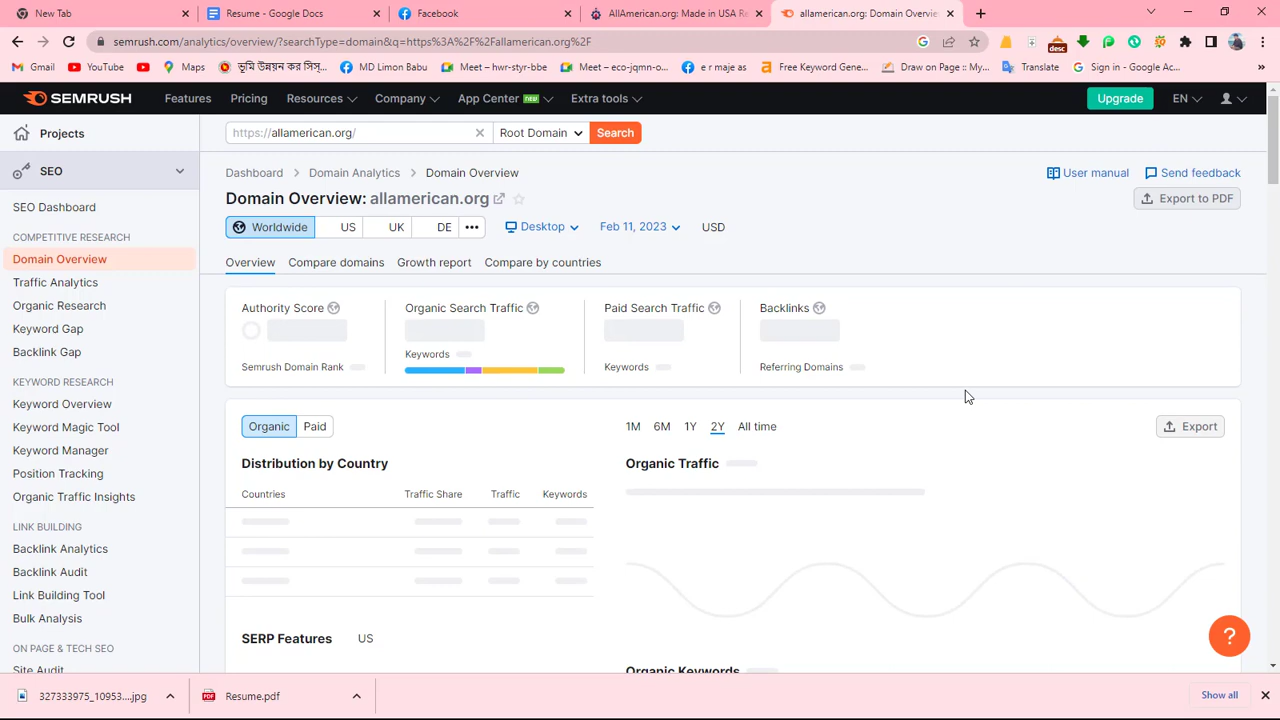 New Tab
Resume - Google Docs
Facebook
AllAmerican.org: Made in USA Re
allamerican.org: Domain Overvie
semrush.com/analytics/overview/?searchType=domain&q=https%3A%2F%2Fallamerican.org%2F
desc
Gmail
YouTube
Maps
ভূমি উন্নয়ন কর সিস্...
MD Limon Babu
Meet – hwr-styr-bbe
Meet – eco-jqmn-o...
e r maje as
Free Keyword Gene...
Draw on Page :: My...
Translate
Sign in - Google Ac...
»
SEMRUSH
Features
Pricing
Resources
Company
App Center NEW
Extra tools
Upgrade
EN
Projects
https://allamerican.org/
Root Domain
Search
SEO
Dashboard > Domain Analytics > Domain Overview
User manual
Send feedback
Domain Overview: allamerican.org
Export to PDF
SEO Dashboard
Worldwide
US
UK
DE
•••
Desktop
Feb 11, 2023
USD
COMPETITIVE RESEARCH
Domain Overview
Traffic Analytics
Organic Research
Keyword Gap
Backlink Gap
Overview
Compare domains
Growth report
Compare by countries
Authority Score
Organic Search Traffic
Paid Search Traffic
Backlinks
Keywords
Semrush Domain Rank
Keywords
Referring Domains
KEYWORD RESEARCH
Keyword Overview
Keyword Magic Tool
Keyword Manager
Position Tracking
Organic Traffic Insights
Organic
Paid
1M
6M
1Y
2Y
All time
Export
Distribution by Country
Organic Traffic
Countries
Traffic Share
Traffic
Keywords
LINK BUILDING
Backlink Analytics
Backlink Audit
Link Building Tool
Bulk Analysis
SERP Features
US
ON PAGE & TECH SEO
Site Audit
Organic Keywords
?
327333975_10953....jpg
PDF
Resume.pdf
Show all